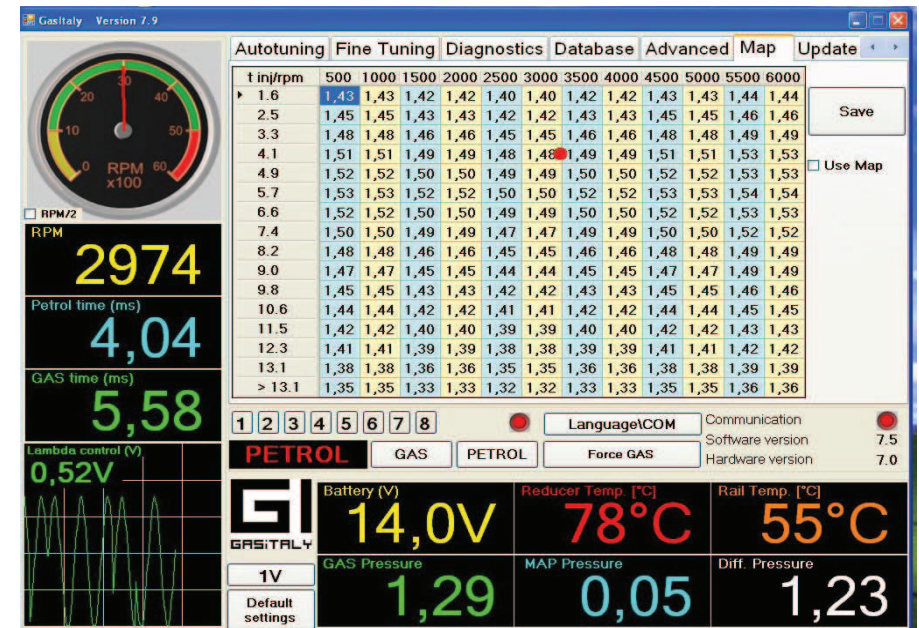 GasItaly Version 7.9
Autotuning Fine Tuning Diagnostics Database Advanced Map Update
0 10 20 30 40 50 60
RPM
x100
RPM/2
RPM
2974
Petrol time (ms)
4,04
GAS time (ms)
5,58
Lambda control (V)
0,52V
t inj/rpm 500 1000 1500 2000 2500 3000 3500 4000 4500 5000 5500 6000
1.6 1,43 1,43 1,42 1,42 1,40 1,40 1,42 1,42 1,43 1,43 1,44 1,44
2.5 1,45 1,45 1,43 1,43 1,42 1,42 1,43 1,43 1,45 1,45 1,46 1,46
3.3 1,48 1,48 1,46 1,46 1,45 1,45 1,46 1,46 1,48 1,48 1,49 1,49
4.1 1,51 1,51 1,49 1,49 1,48 1,48 1,49 1,49 1,51 1,51 1,53 1,53
4.9 1,52 1,52 1,50 1,50 1,49 1,49 1,50 1,50 1,52 1,52 1,53 1,53
5.7 1,53 1,53 1,52 1,52 1,50 1,50 1,52 1,52 1,53 1,53 1,54 1,54
6.6 1,52 1,52 1,50 1,50 1,49 1,49 1,50 1,50 1,52 1,52 1,53 1,53
7.4 1,50 1,50 1,49 1,49 1,47 1,47 1,49 1,49 1,50 1,50 1,52 1,52
8.2 1,48 1,48 1,46 1,46 1,45 1,45 1,46 1,46 1,48 1,48 1,49 1,49
9.0 1,47 1,47 1,45 1,45 1,44 1,44 1,45 1,45 1,47 1,47 1,49 1,49
9.8 1,45 1,45 1,43 1,43 1,42 1,42 1,43 1,43 1,45 1,45 1,46 1,46
10.6 1,44 1,44 1,42 1,42 1,41 1,41 1,42 1,42 1,44 1,44 1,45 1,45
11.5 1,42 1,42 1,40 1,40 1,39 1,39 1,40 1,40 1,42 1,42 1,43 1,43
12.3 1,41 1,41 1,39 1,39 1,38 1,38 1,39 1,39 1,41 1,41 1,42 1,42
13.1 1,38 1,38 1,36 1,36 1,35 1,35 1,36 1,36 1,38 1,38 1,39 1,39
> 13.1 1,35 1,35 1,33 1,33 1,32 1,32 1,33 1,33 1,35 1,35 1,36 1,36
Save
Use Map
1 2 3 4 5 6 7 8
Language\COM
Communication
Software version 7.5
Hardware version 7.0
PETROL GAS PETROL Force GAS
GASITALY
1V
Default
settings
Battery (V)
14,0V
Reducer Temp. [°C]
78°C
Rail Temp. [°C]
55°C
GAS Pressure
1,29
MAP Pressure
0,05
Diff. Pressure
1,23